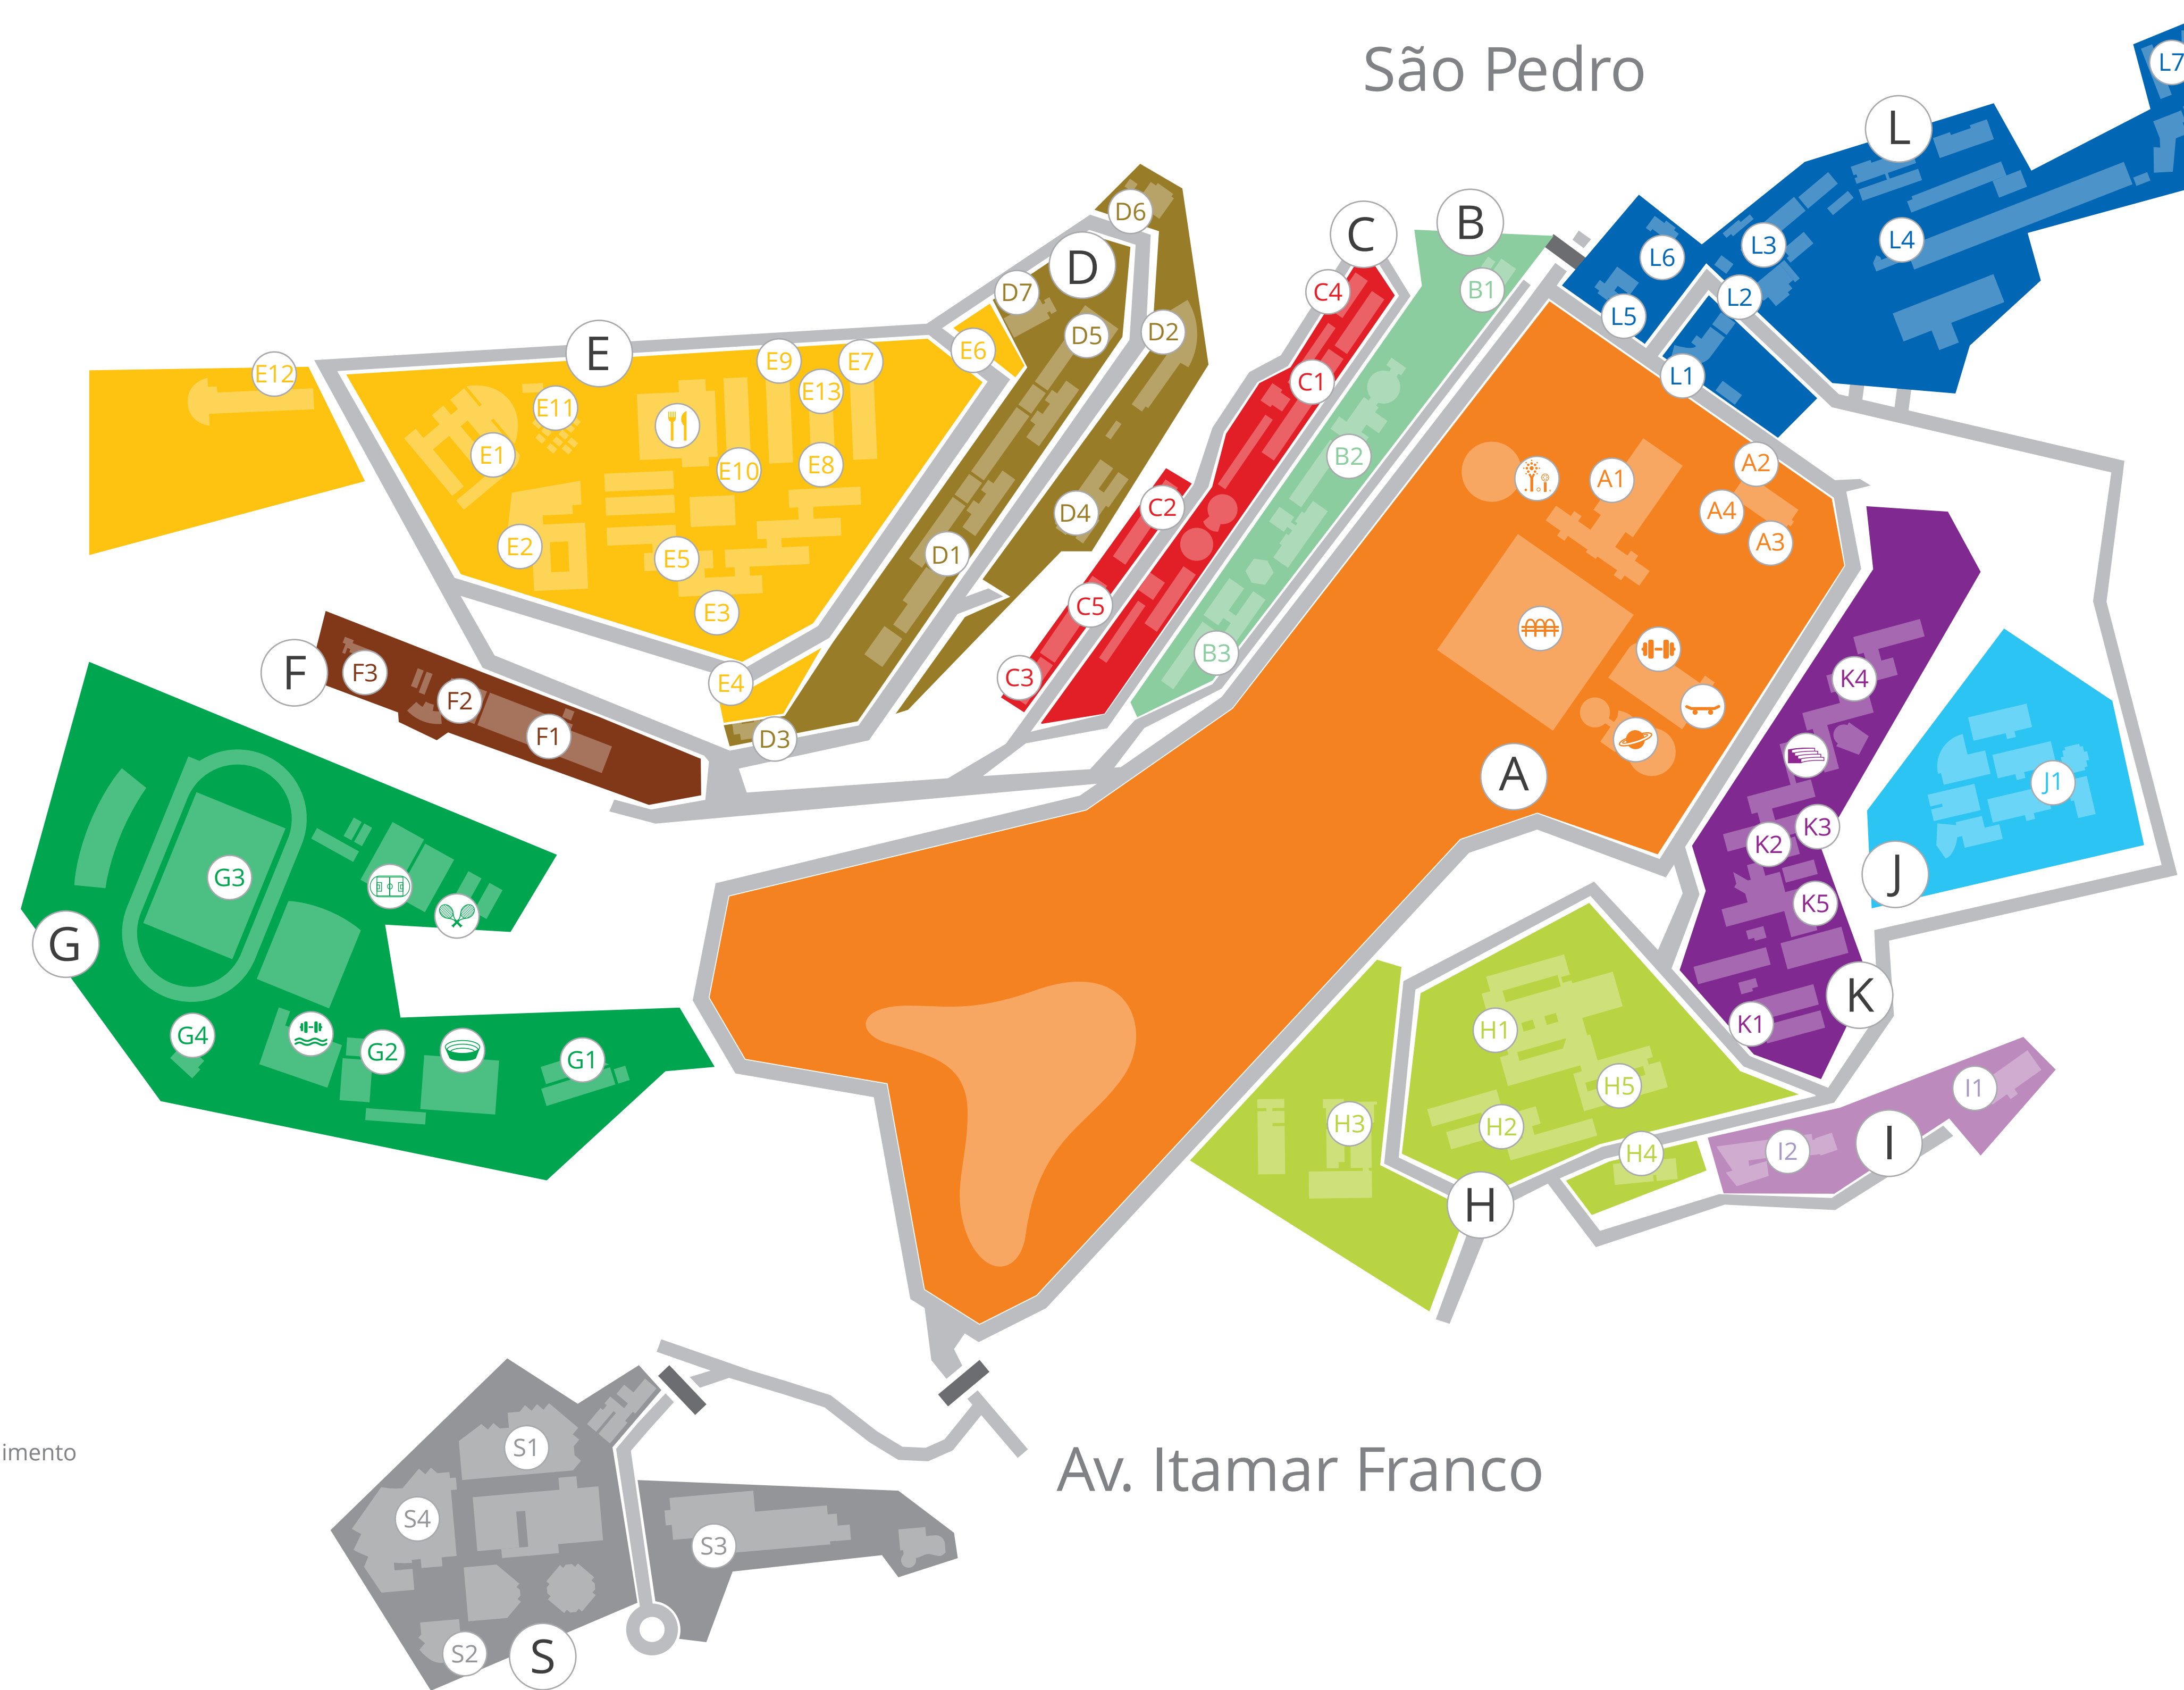 São Pedro
L7
L
D6
C
B
L6
L3
L4
D
D7
C4
B1
L2
L5
E
E9
E7
E6
D5
D2
E12
E13
C1
L1
E11
E1
E10
E8
B2
A1
A2
E2
E5
D1
D4
C2
A4
A3
E3
C5
F
F3
E4
C3
B3
K4
F2
F1
D3
A
J1
G3
K2
K3
J
G
K5
G4
G2
G1
H1
K1
K
H5
I1
H3
H2
H4
I2
I
H
S1
imento
Av. Itamar Franco
S4
S3
S2
S